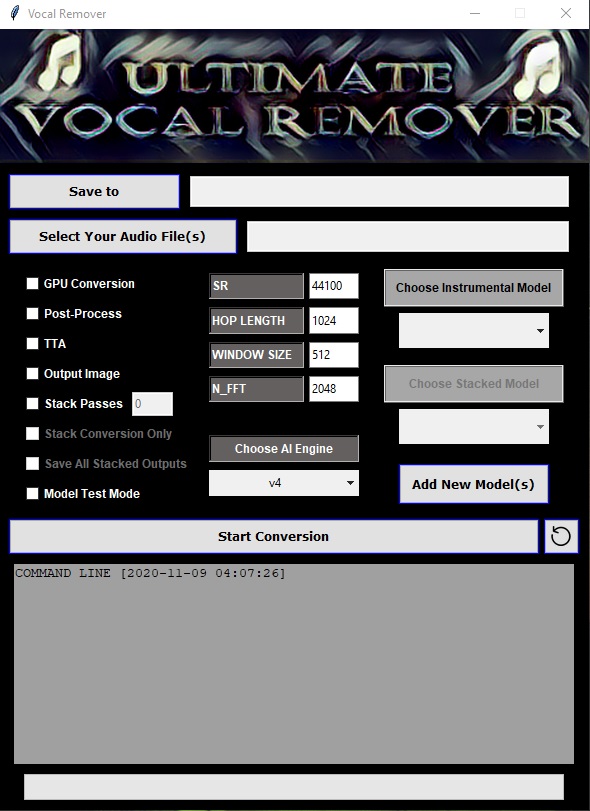 Vocal Remover
ULTIMATE
VOCAL REMOVER
Save to
Select Your Audio File(s)
GPU Conversion
Post-Process
TTA
Output Image
Stack Passes 0
Stack Conversion Only
Save All Stacked Outputs
Model Test Mode
SR 44100
HOP LENGTH 1024
WINDOW SIZE 512
N_FFT 2048
Choose AI Engine
v4
Choose Instrumental Model
Choose Stacked Model
Add New Model(s)
Start Conversion
COMMAND LINE [2020-11-09 04:07:26]